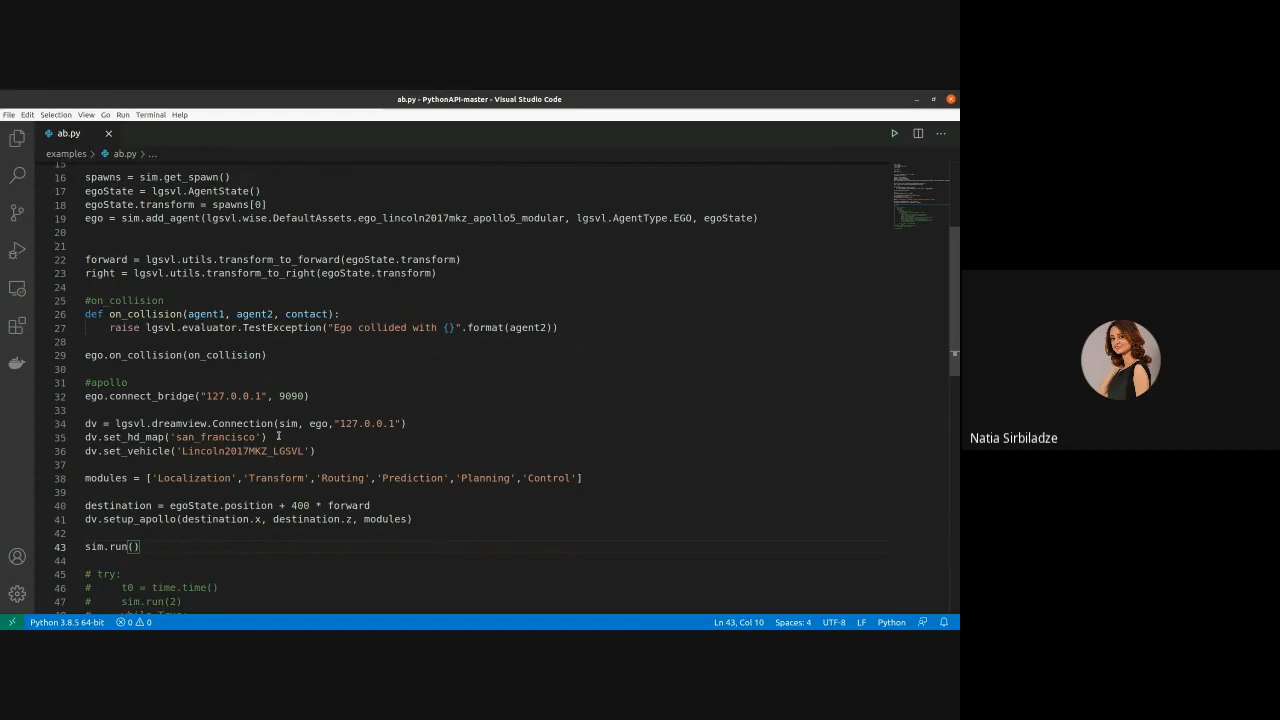 ab.py - PythonAPI-master - Visual Studio Code
File Edit Selection View Go Run Terminal Help
ab.py
examples > ab.py > ...
15
16 spawns = sim.get_spawn()
17 egoState = lgsvl.AgentState()
18 egoState.transform = spawns[0]
19 ego = sim.add_agent(lgsvl.wise.DefaultAssets.ego_lincoln2017mkz_apollo5_modular, lgsvl.AgentType.EGO, egoState)
20
21
22 forward = lgsvl.utils.transform_to_forward(egoState.transform)
23 right = lgsvl.utils.transform_to_right(egoState.transform)
24
25 #on_collision
26 def on_collision(agent1, agent2, contact):
27 raise lgsvl.evaluator.TestException("Ego collided with {}".format(agent2))
28
29 ego.on_collision(on_collision)
30
31 #apollo
32 ego.connect_bridge("127.0.0.1", 9090)
33
34 dv = lgsvl.dreamview.Connection(sim, ego,"127.0.0.1")
35 dv.set_hd_map('san_francisco')
36 dv.set_vehicle('Lincoln2017MKZ_LGSVL')
37
38 modules = ['Localization','Transform','Routing','Prediction','Planning','Control']
39
40 destination = egoState.position + 400 * forward
41 dv.setup_apollo(destination.x, destination.z, modules)
42
43 sim.run()
44
45 # try:
46 # t0 = time.time()
47 # sim.run(2)
48 # while True:
Python 3.8.5 64-bit 0 0 Ln 43, Col 10 Spaces: 4 UTF-8 LF Python
Natia Sirbiladze